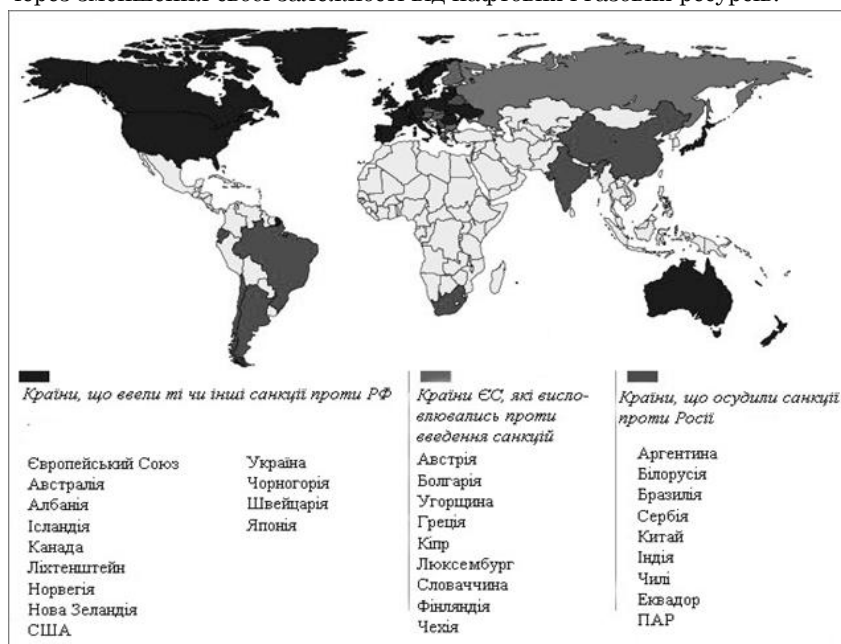 через зменшення своєї залежності від нафтових і газових ресурсів.
Країни, що ввели ті чи інші санкції проти РФ
.
Європейський Союз
Австралія
Албанія
Ісландія
Канада
Ліхтенштейн
Норвегія
Нова Зеландія
США
Україна
Чорногорія
Швейцарія
Японія
Країни ЄС, які висло-
влювались проти
введення санкцій
Австрія
Болгарія
Угорщина
Греція
Кіпр
Люксембург
Словаччина
Фінляндія
Чехія
Країни, що осудили санкції
проти Росії
Аргентина
Білорусія
Бразилія
Сербія
Китай
Індія
Чилі
Еквадор
ПАР